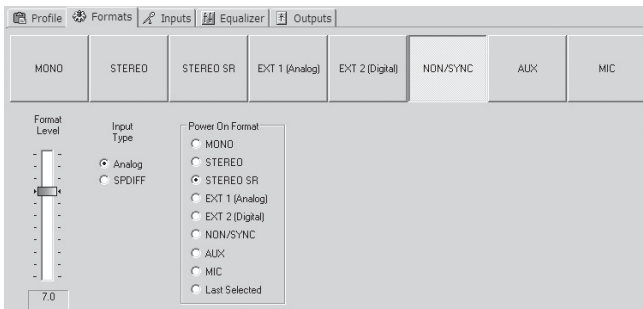 Profile Formats Inputs Equalizer Outputs
MONO STEREO STEREO SR EXT 1 (Analog) EXT 2 (Digital) NON/SYNC AUX MIC
Format
Level
7.0
Input
Type
Analog
SPDIFF
Power On Format
MONO
STEREO
STEREO SR
EXT 1 (Analog)
EXT 2 (Digital)
NON/SYNC
AUX
MIC
Last Selected